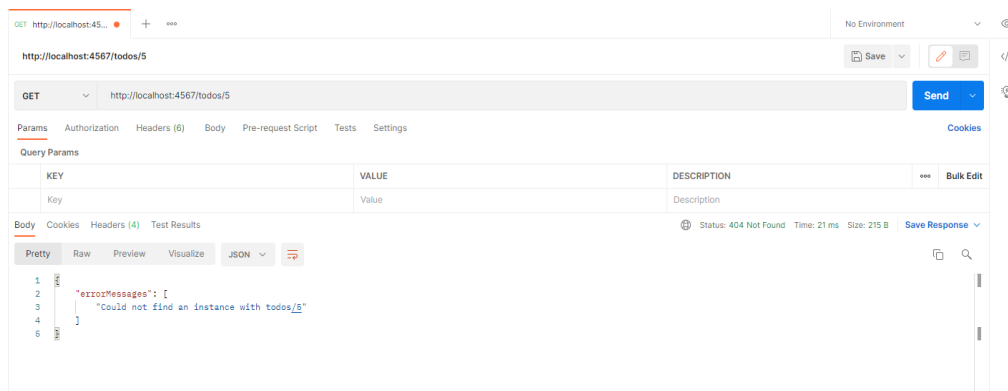 GET http://localhost:45... + ooo No Environment
http://localhost:4567/todos/5 Save
GET http://localhost:4567/todos/5 Send
Params Authorization Headers (6) Body Pre-request Script Tests Settings Cookies
Query Params
KEY VALUE DESCRIPTION ooo Bulk Edit
Key Value Description
Body Cookies Headers (4) Test Results Status: 404 Not Found Time: 21 ms Size: 215 B Save Response
Pretty Raw Preview Visualize JSON
1 {
2 "errorMessages": [
3 "Could not find an instance with todos/5"
4 ]
5 }